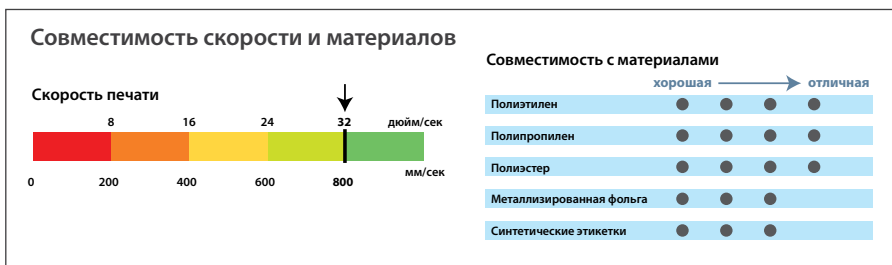 Совместимость скорости и материалов
Скорость печати
8 16 24 32 дюйм/сек
0 200 400 600 800 мм/сек
Совместимость с материалами
хорошая отличная
Полиэтилен
Полипропилен
Полиэстер
Металлизированная фольга
Синтетические этикетки